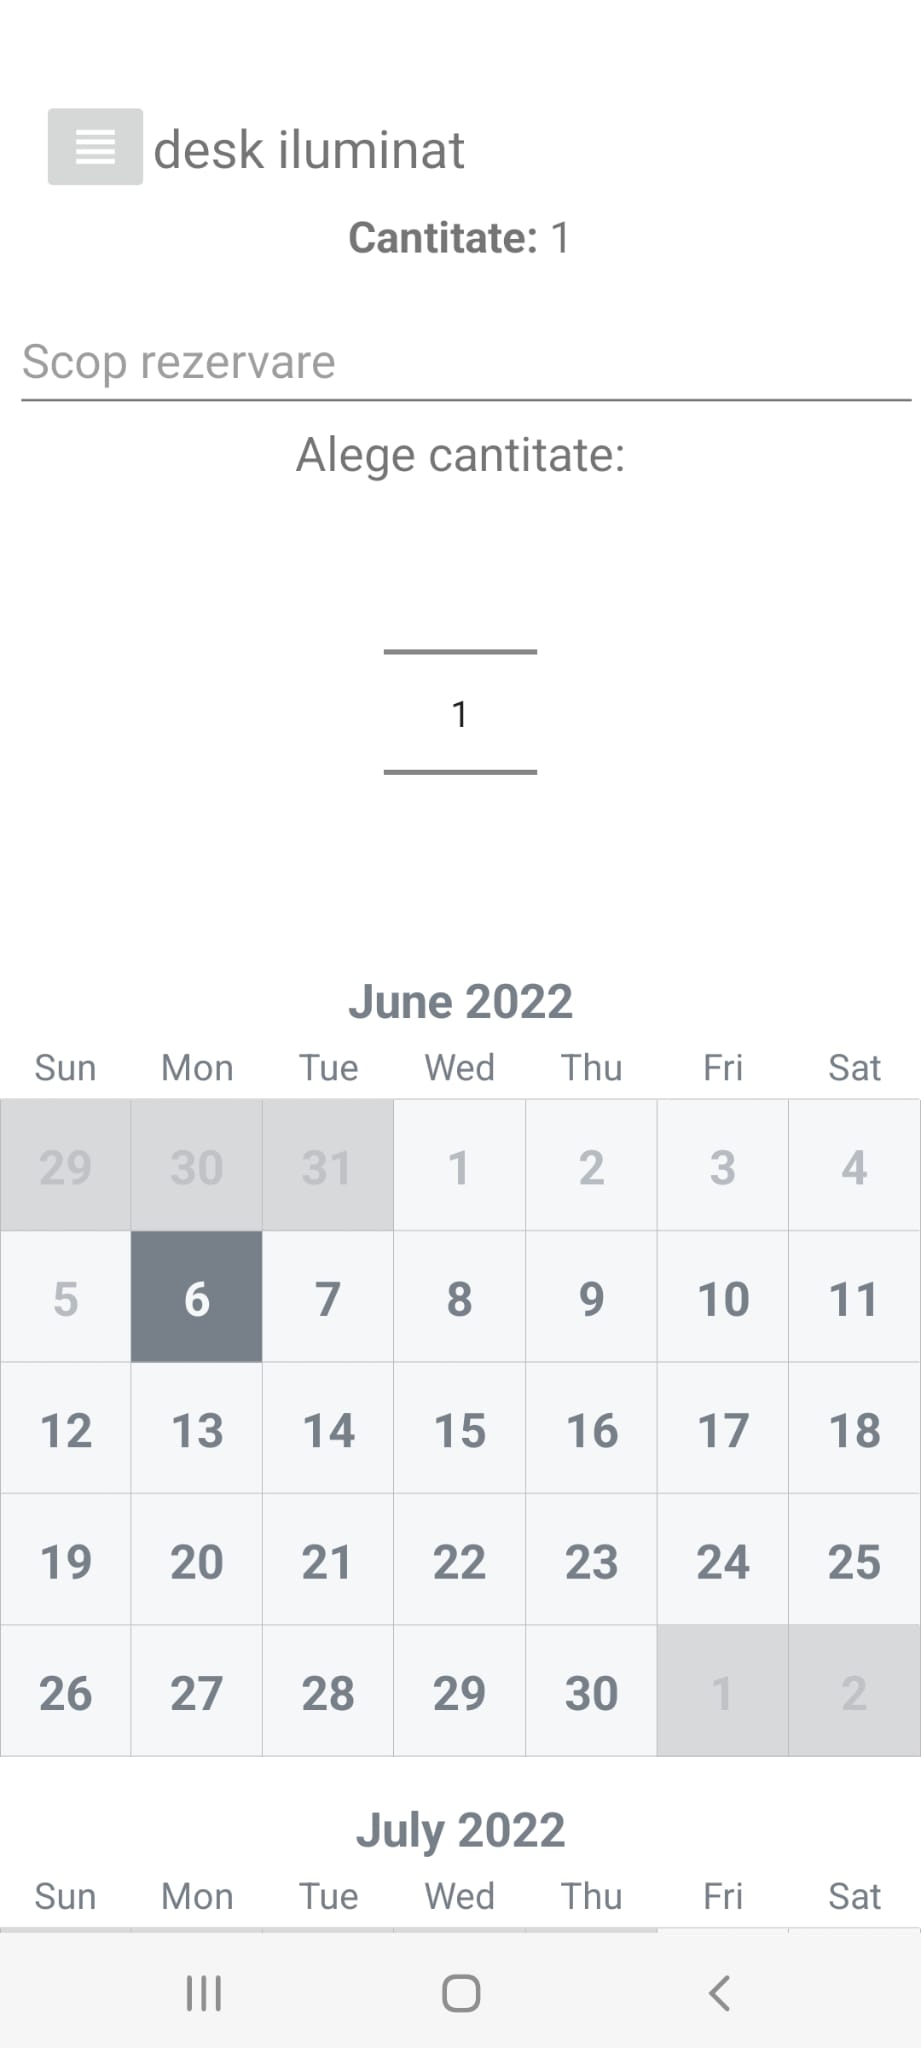 desk iluminat
Cantitate: 1
Scop rezervare
Alege cantitate:
1
June 2022
Sun Mon Tue Wed Thu Fri Sat
29 30 31 1 2 3 4
5 6 7 8 9 10 11
12 13 14 15 16 17 18
19 20 21 22 23 24 25
26 27 28 29 30 1 2
July 2022
Sun Mon Tue Wed Thu Fri Sat